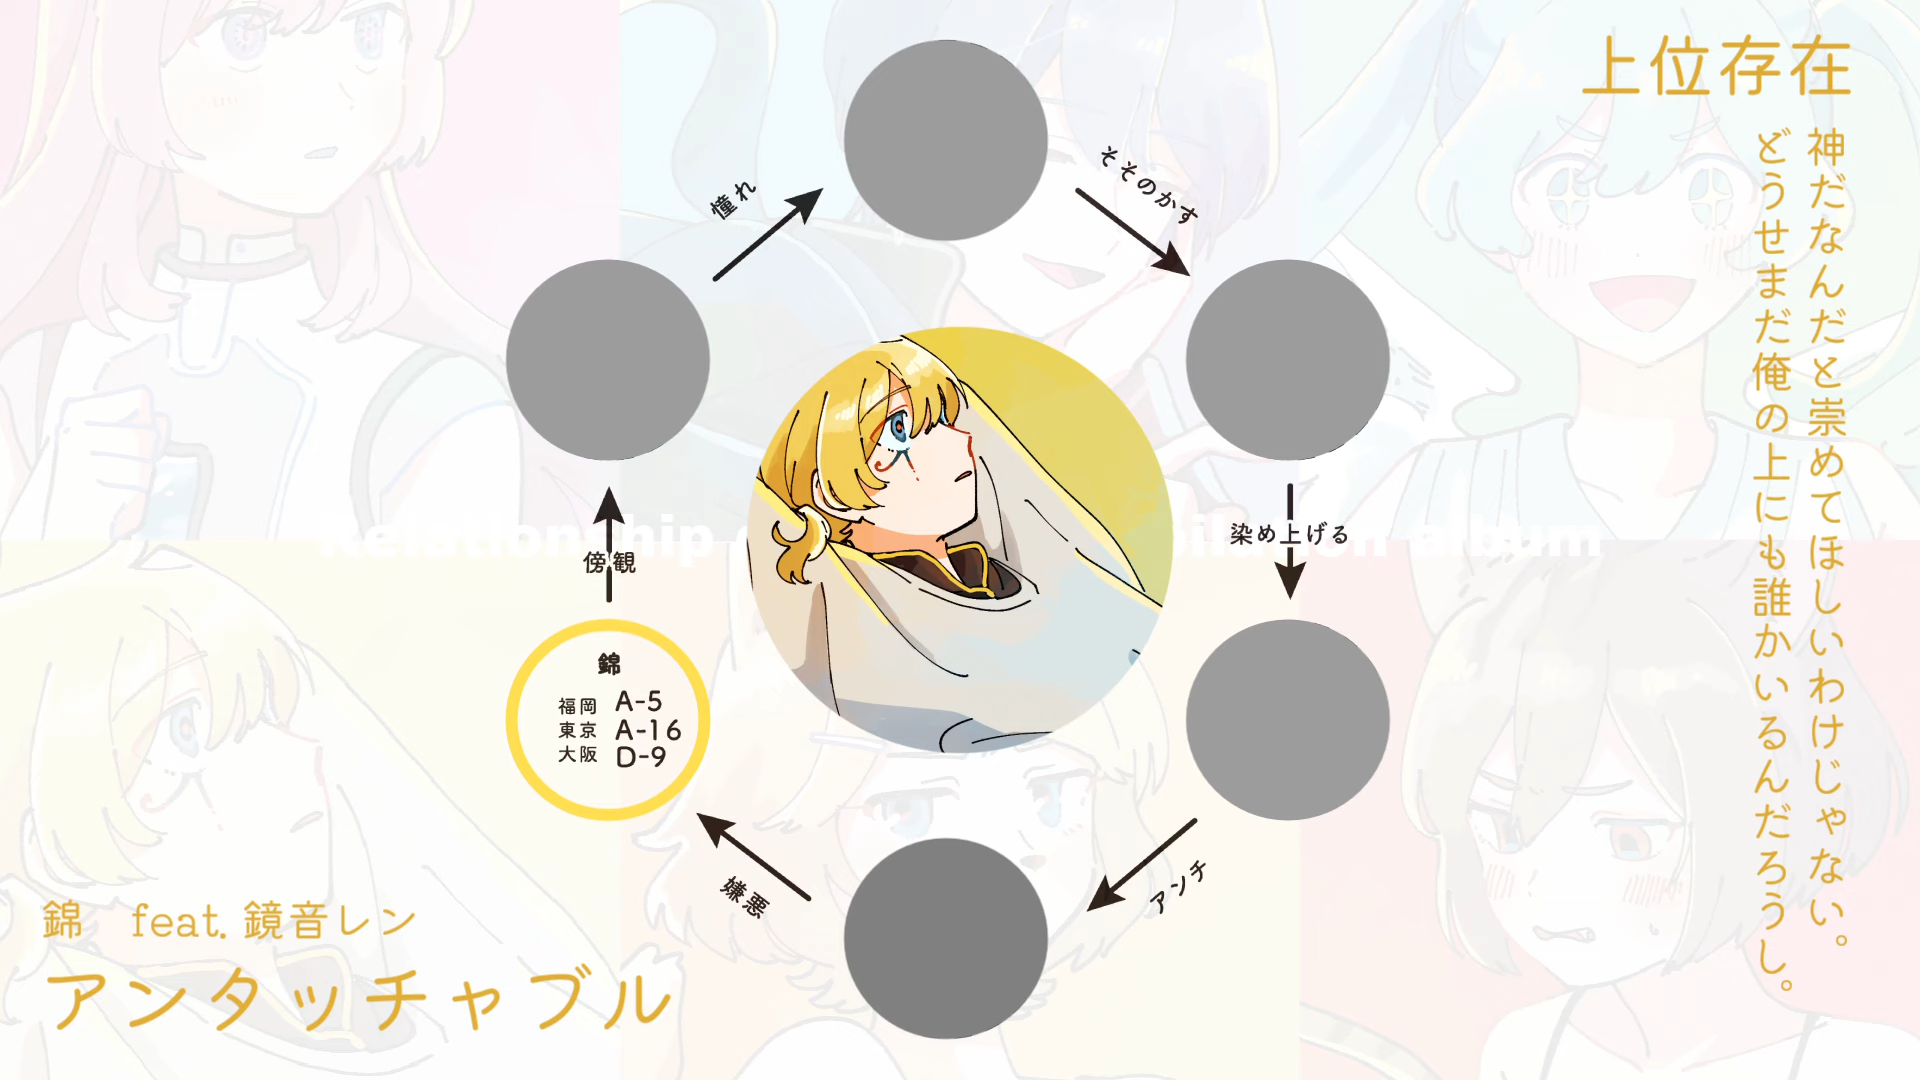 上位存在
神だなんだと崇めてほしいわけじゃない。
どうせまだ俺の上にも誰かいるんだろうし。
憧れ
そそのかす
染め上げる
傍観
錦
福岡 A-5
東京 A-16
大阪 D-9
嫌悪
アンチ
錦 feat. 鏡音レン
アンタッチャブル
Relationship
album